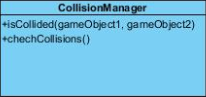 CollisionManager
+isCollided(gameObject1, gameObject2)
+chechCollisions()